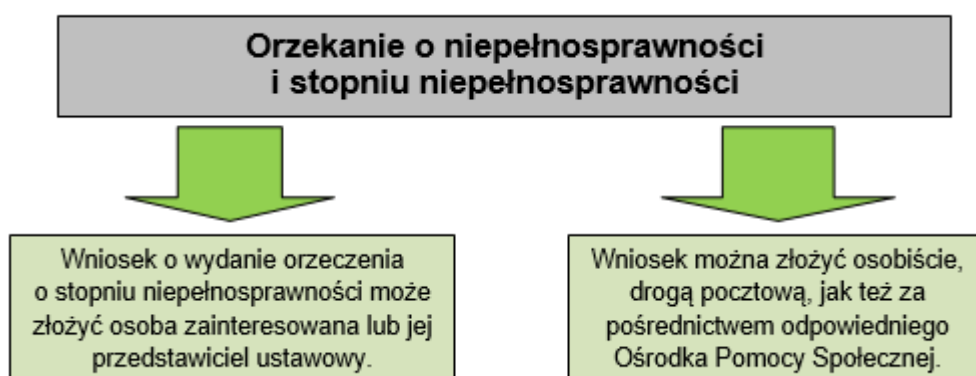 Orzekanie o niepełnosprawności
i stopniu niepełnosprawności
Wniosek o wydanie orzeczenia
o stopniu niepełnosprawności może
złożyć osoba zainteresowana lub jej
przedstawiciel ustawowy.
Wniosek można złożyć osobiście,
drogą pocztową, jak też za
pośrednictwem odpowiedniego
Ośrodka Pomocy Społecznej.